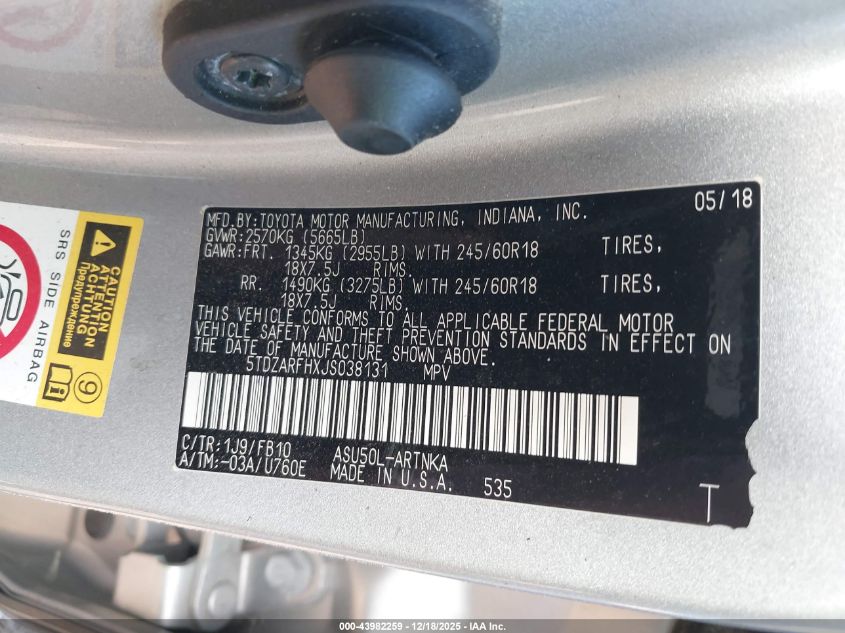 05/18
MFD.BY:TOYOTA MOTOR MANUFACTURING, INDIANA, INC.
GVWR:2570KG (5665LB)
GAWR:FRT. 1345KG (2955LB) WITH 245/60R18 TIRES,
18X7.5J RIMS.
RR. 1490KG (3275LB) WITH 245/60R18 TIRES,
18X7.5J RIMS.
THIS VEHICLE CONFORMS TO ALL APPLICABLE FEDERAL MOTOR
VEHICLE SAFETY AND THEFT PREVENTION STANDARDS IN EFFECT ON
THE DATE OF MANUFACTURE SHOWN ABOVE.
5TDZARFHXJS038131 MPV
C/TR:1J9/FB10 ASU50L-ARTNKA
A/TM:-03A/U760E MADE IN U.S.A. 535
T
SRS SIDE AIRBAG
CAUTION
ATTENTION
ACHTUNG
Предупреждение
9
000-43982259 - 12/18/2025 - IAA Inc.